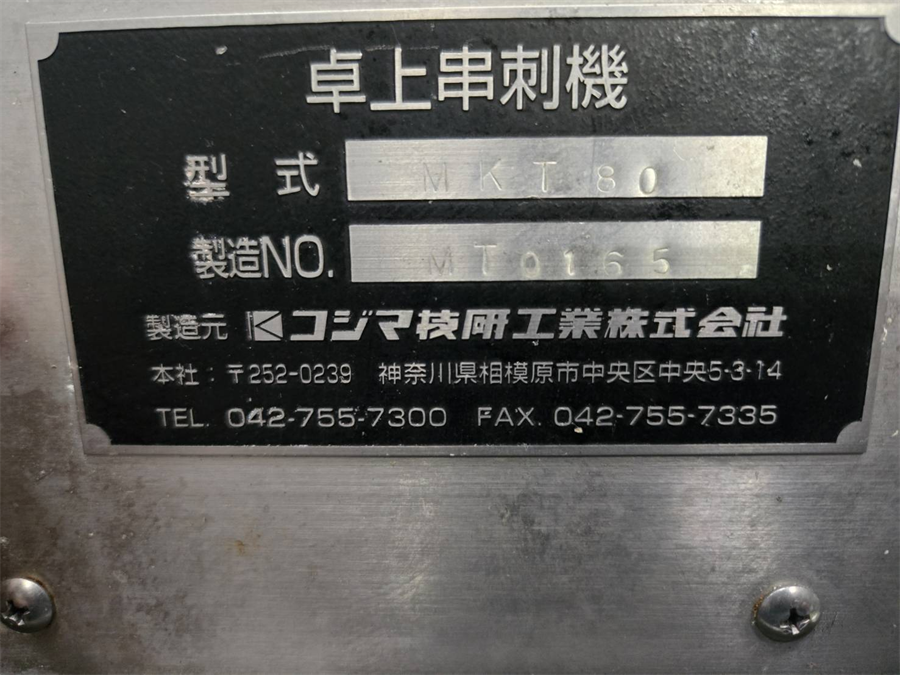 卓上串刺機
型 式 MKT80
製造NO. MT0165
製造元 コジマ技研工業株式会社
本社：〒252-0239 神奈川県相模原市中央区中央5-3-14
TEL. 042-755-7300 FAX. 042-755-7335